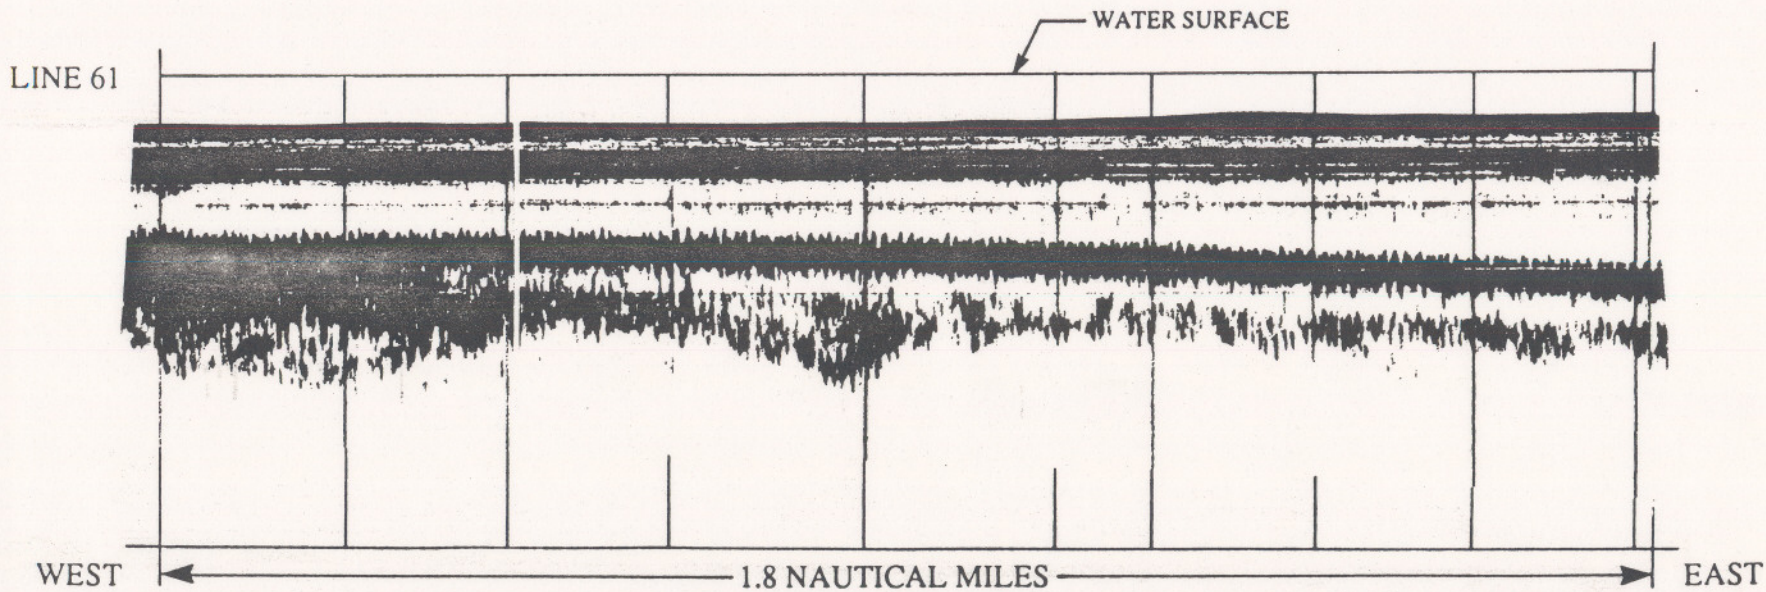 WATER SURFACE
LINE 61
WEST
1.8 NAUTICAL MILES
EAST